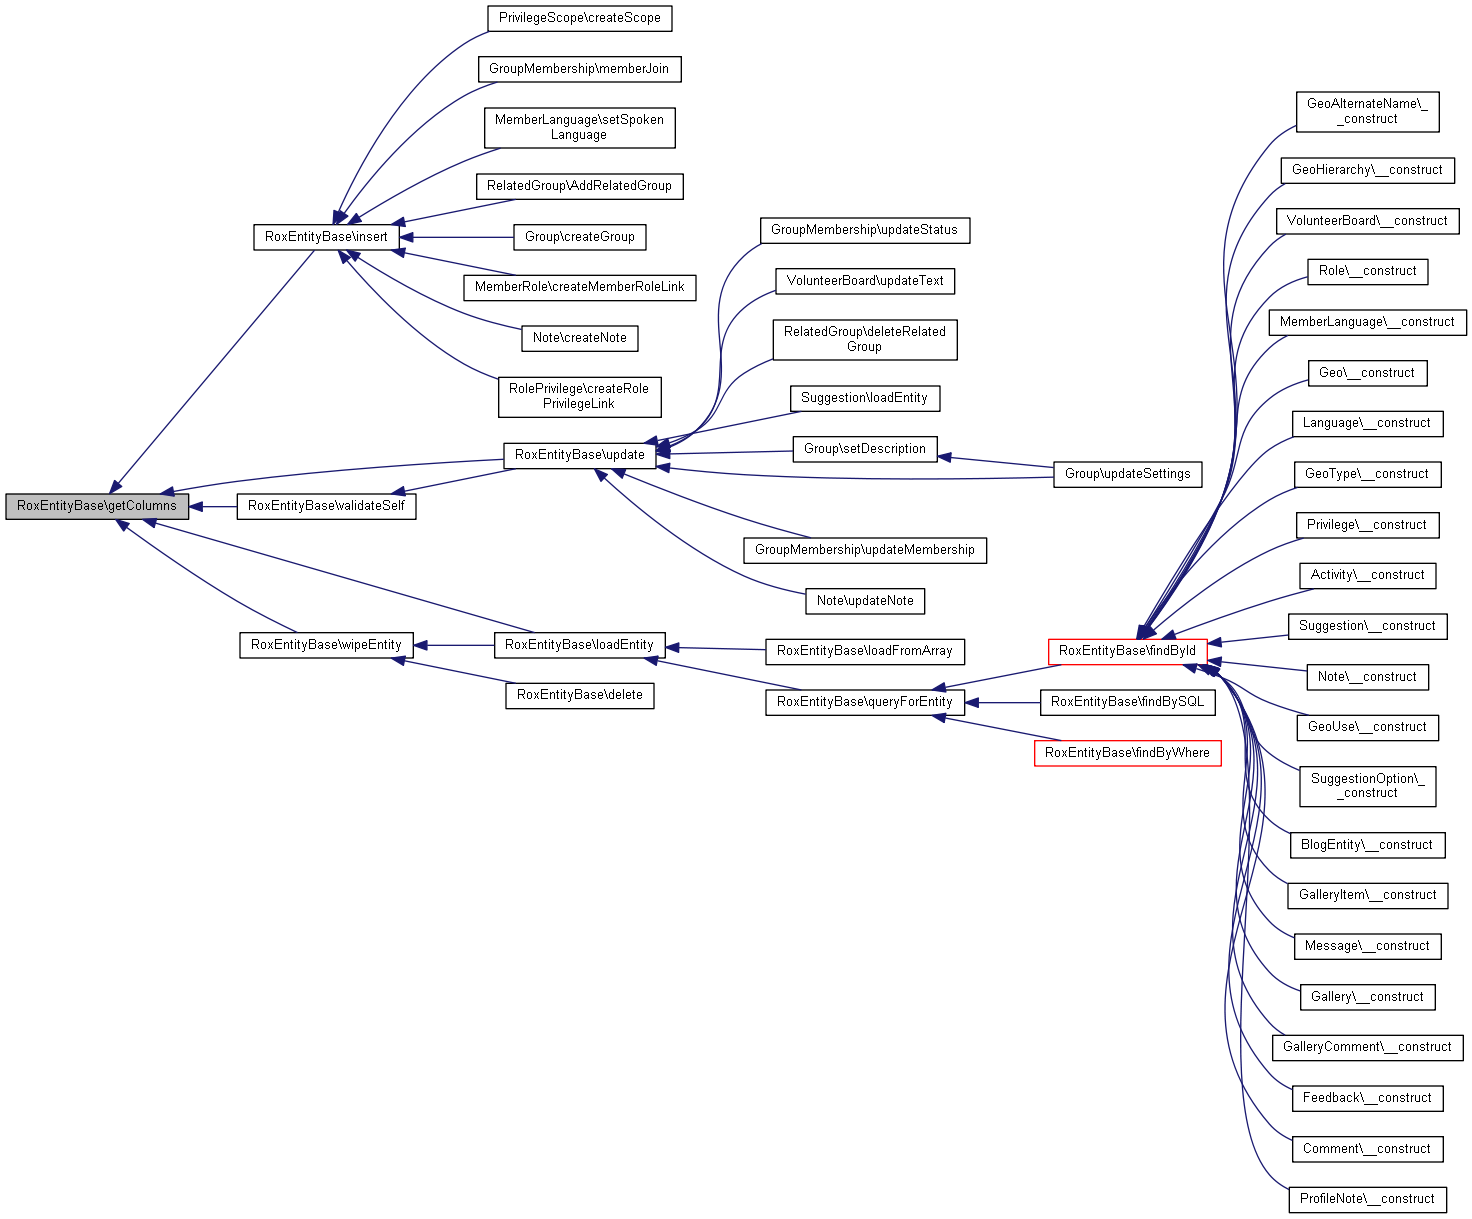 PrivilegeScope\createScope
GroupMembership\memberJoin
MemberLanguage\setSpoken
Language
RelatedGroup\AddRelatedGroup
RoxEntityBase\insert
Group\createGroup
MemberRole\createMemberRoleLink
Note\createNote
RolePrivilege\createRole
PrivilegeLink
RoxEntityBase\getColumns
RoxEntityBase\update
RoxEntityBase\validateSelf
RoxEntityBase\wipeEntity
RoxEntityBase\loadEntity
RoxEntityBase\delete
GroupMembership\updateStatus
VolunteerBoard\updateText
RelatedGroup\deleteRelated
Group
Suggestion\loadEntity
Group\setDescription
Group\updateSettings
GroupMembership\updateMembership
Note\updateNote
RoxEntityBase\loadFromArray
RoxEntityBase\queryForEntity
RoxEntityBase\findById
RoxEntityBase\findBySQL
RoxEntityBase\findByWhere
GeoAlternateName\_
_construct
GeoHierarchy\__construct
VolunteerBoard\__construct
Role\__construct
MemberLanguage\__construct
Geo\__construct
Language\__construct
GeoType\__construct
Privilege\__construct
Activity\__construct
Suggestion\__construct
Note\__construct
GeoUse\__construct
SuggestionOption\_
_construct
BlogEntity\__construct
GalleryItem\__construct
Message\__construct
Gallery\__construct
GalleryComment\__construct
Feedback\__construct
Comment\__construct
ProfileNote\__construct